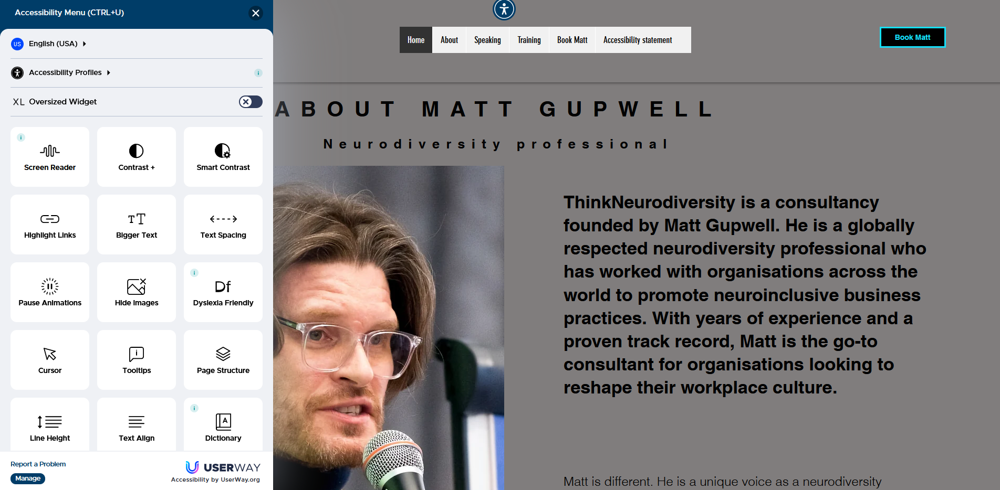 Accessibility Menu (CTRL+U)
US English (USA)
Accessibility Profiles
i
XL Oversized Widget
i
Screen Reader
Contrast +
Smart Contrast
Highlight Links
TT
Bigger Text
Text Spacing
Pause Animations
Hide Images
i
Df
Dyslexia Friendly
Cursor
i
Tooltips
Page Structure
Line Height
Text Align
i
A
Dictionary
Report a Problem
Manage
USERWAY
Accessibility by UserWay.org
Home About Speaking Training Book Matt Accessibility statement
Book Matt
ABOUT MATT GUPWELL
Neurodiversity professional
ThinkNeurodiversity is a consultancy
founded by Matt Gupwell. He is a globally
respected neurodiversity professional who
has worked with organisations across the
world to promote neuroinclusive business
practices. With years of experience and a
proven track record, Matt is the go-to
consultant for organisations looking to
reshape their workplace culture.
Matt is different. He is a unique voice as a neurodiversity